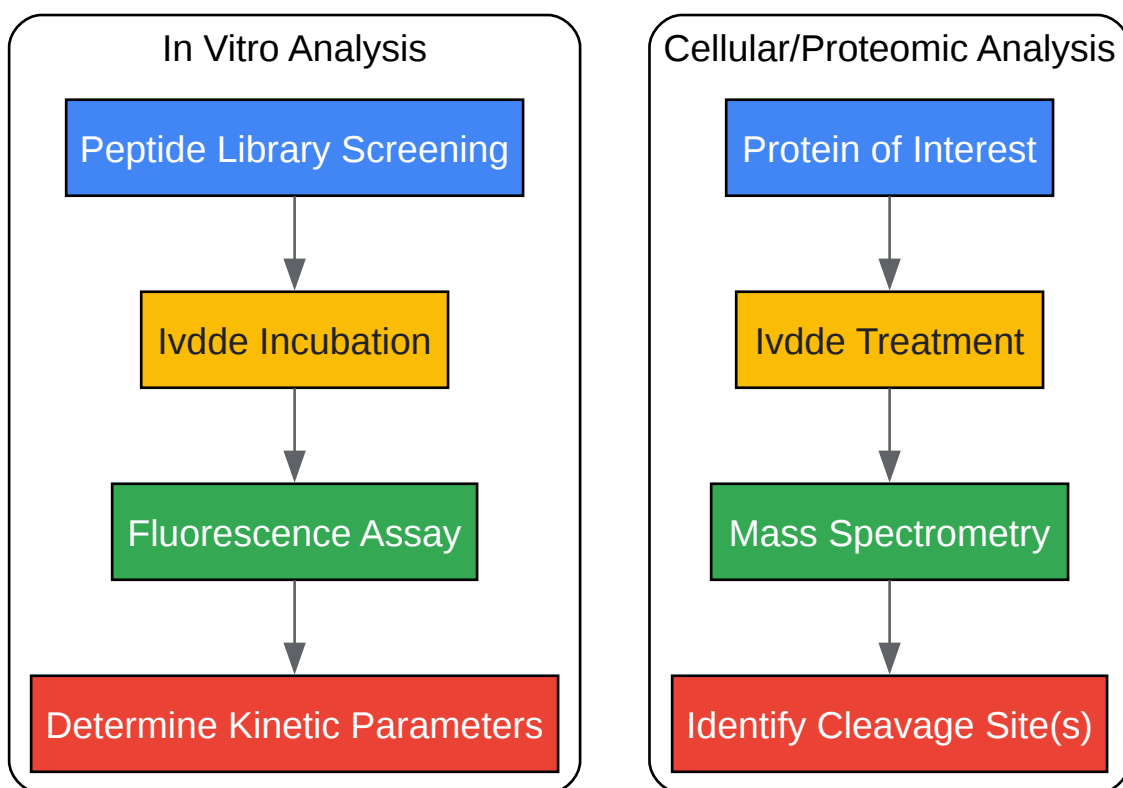 In Vitro Analysis
Peptide Library Screening
Ivdde Incubation
Fluorescence Assay
Determine Kinetic Parameters
Cellular/Proteomic Analysis
Protein of Interest
Ivdde Treatment
Mass Spectrometry
Identify Cleavage Site(s)